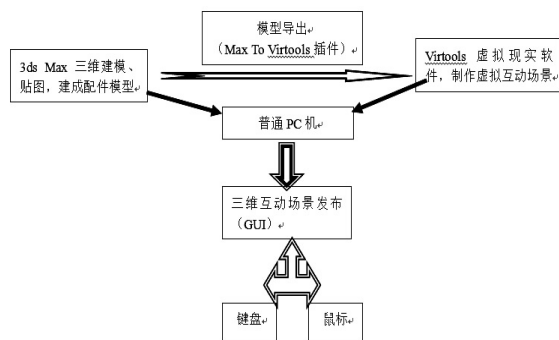 模型导出
（Max To Virtools 插件）
3ds Max 三维建模、
贴图，建成配件模型
Virtools 虚拟现实软
件，制作虚拟互动场景
普通 PC 机
三维互动场景发布
（GUI）
键盘
鼠标